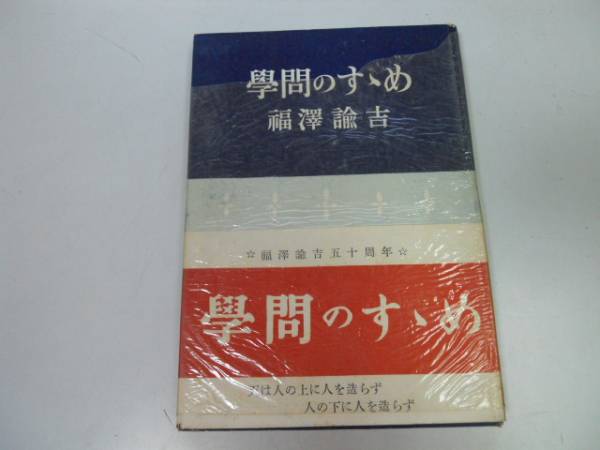 學問のすゝめ
福澤諭吉
☆福澤諭吉五十周年☆
學問のすゝめ
天は人の上に人を造らず
人の下に人を造らず